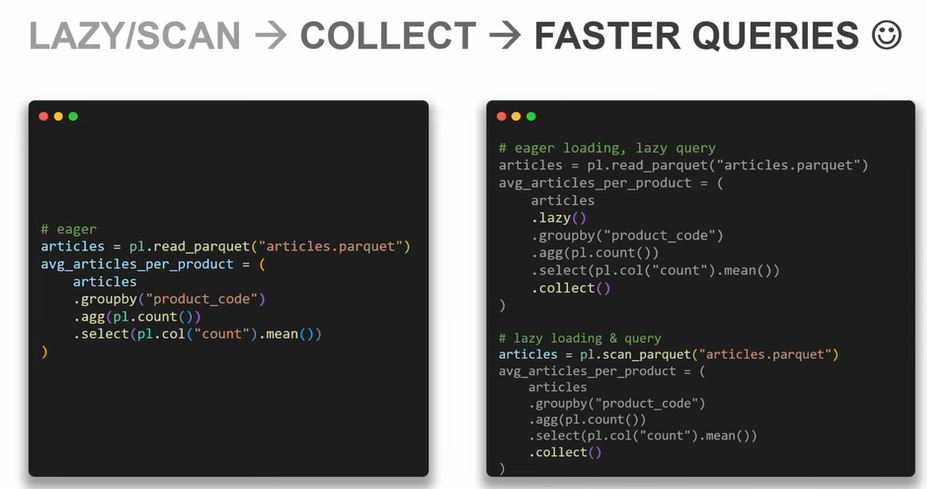 LAZY/SCAN → COLLECT → FASTER QUERIES ☺
# eager
articles = pl.read_parquet("articles.parquet")
avg_articles_per_product = (
    articles
    .groupby("product_code")
    .agg(pl.count())
    .select(pl.col("count").mean())
)
# eager loading, lazy query
articles = pl.read_parquet("articles.parquet")
avg_articles_per_product = (
    articles
    .lazy()
    .groupby("product_code")
    .agg(pl.count())
    .select(pl.col("count").mean())
    .collect()
)
# lazy loading & query
articles = pl.scan_parquet("articles.parquet")
avg_articles_per_product = (
    articles
    .groupby("product_code")
    .agg(pl.count())
    .select(pl.col("count").mean())
    .collect()
)